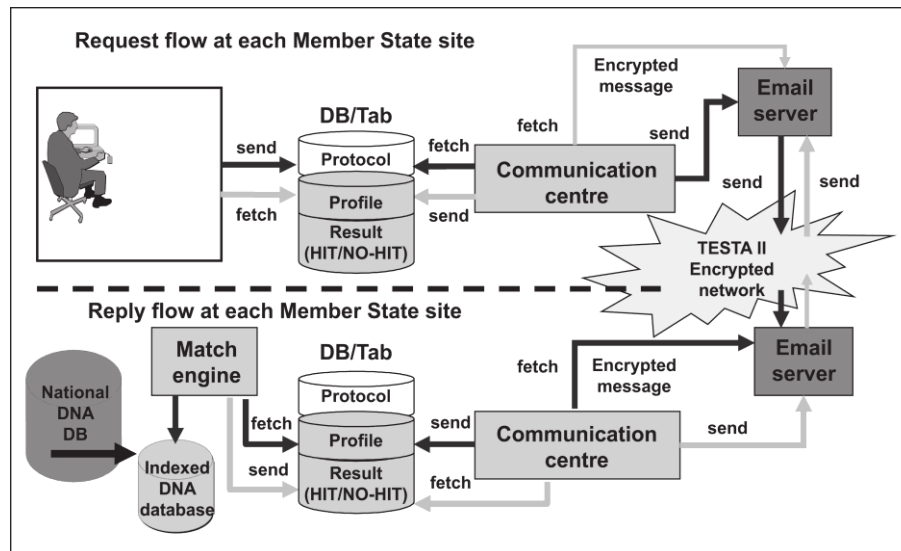 Request flow at each Member State site
Encrypted
message
Email
server
DB/Tab
fetch
send
fetch
send
Protocol
Communication
centre
send
send
fetch
Profile
send
Result
(HIT/NO-HIT)
TESTA II
Encrypted
network
Reply flow at each Member State site
Match
engine
DB/Tab
fetch
Encrypted
message
Email
server
National
DNA
DB
Protocol
fetch
send
Profile
Communication
centre
send
Indexed
DNA
database
send
Result
(HIT/NO-HIT)
fetch